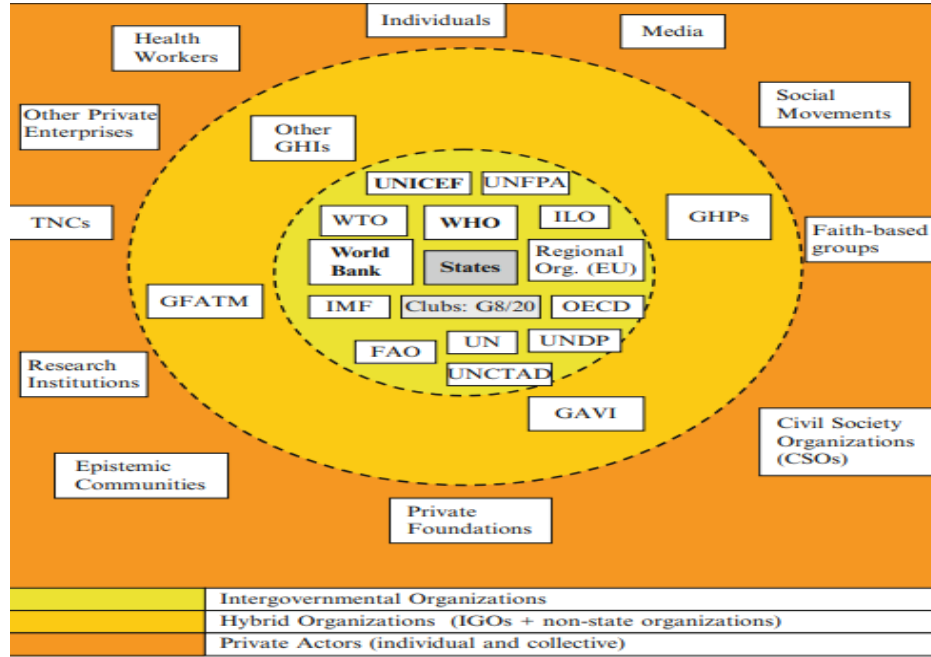 Individuals
Media
Health
Workers
Social
Movements
Other Private
Enterprises
Other
GHIs
UNICEF
UNFPA
TNCs
WTO
WHO
ILO
GHPs
Faith-based
groups
World
Bank
States
Regional
Org. (EU)
GFATM
IMF
Clubs: G8/20
OECD
FAO
UN
UNDP
UNCTAD
Research
Institutions
GAVI
Civil Society
Organizations
(CSOs)
Epistemic
Communities
Private
Foundations
Intergovernmental Organizations
Hybrid Organizations (IGOs + non-state organizations)
Private Actors (individual and collective)